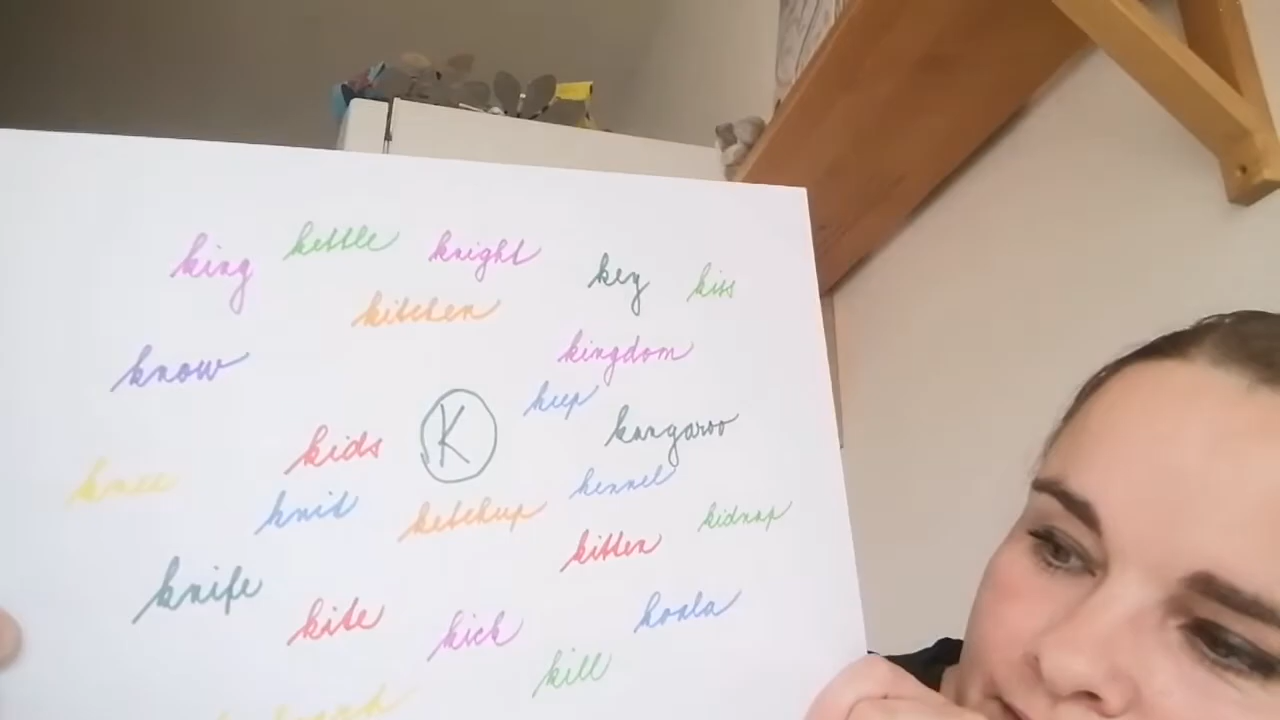 king kettle knight key kiss
kitchen
know kingdom
keep
kids K kangaroo
knee knit ketchup kennel
kitten kidnap
knife
kite kick koala
kill